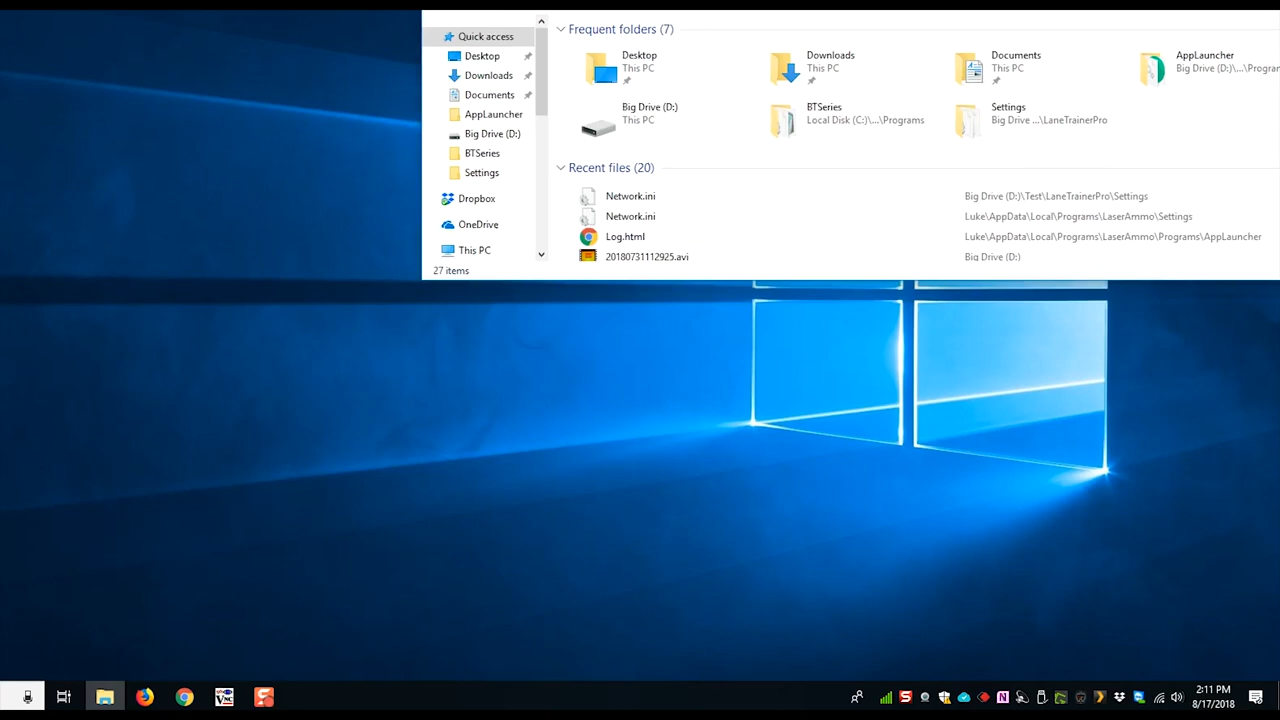 Quick access
Desktop
Downloads
Documents
AppLauncher
Big Drive (D:)
BTSeries
Settings
Dropbox
OneDrive
This PC
27 items
Frequent folders (7)
Desktop
This PC
Downloads
This PC
Documents
This PC
AppLauncher
Big Drive (D:)\...\Program
Big Drive (D:)
This PC
BTSeries
Local Disk (C:)\...\Programs
Settings
Big Drive ...\LaneTrainerPro
Recent files (20)
Network.ini Big Drive (D:)\Test\LaneTrainerPro\Settings
Network.ini Luke\AppData\Local\Programs\LaserAmmo\Settings
Log.html Luke\AppData\Local\Programs\LaserAmmo\Programs\AppLauncher
20180731112925.avi Big Drive (D:)
2:11 PM
8/17/2018